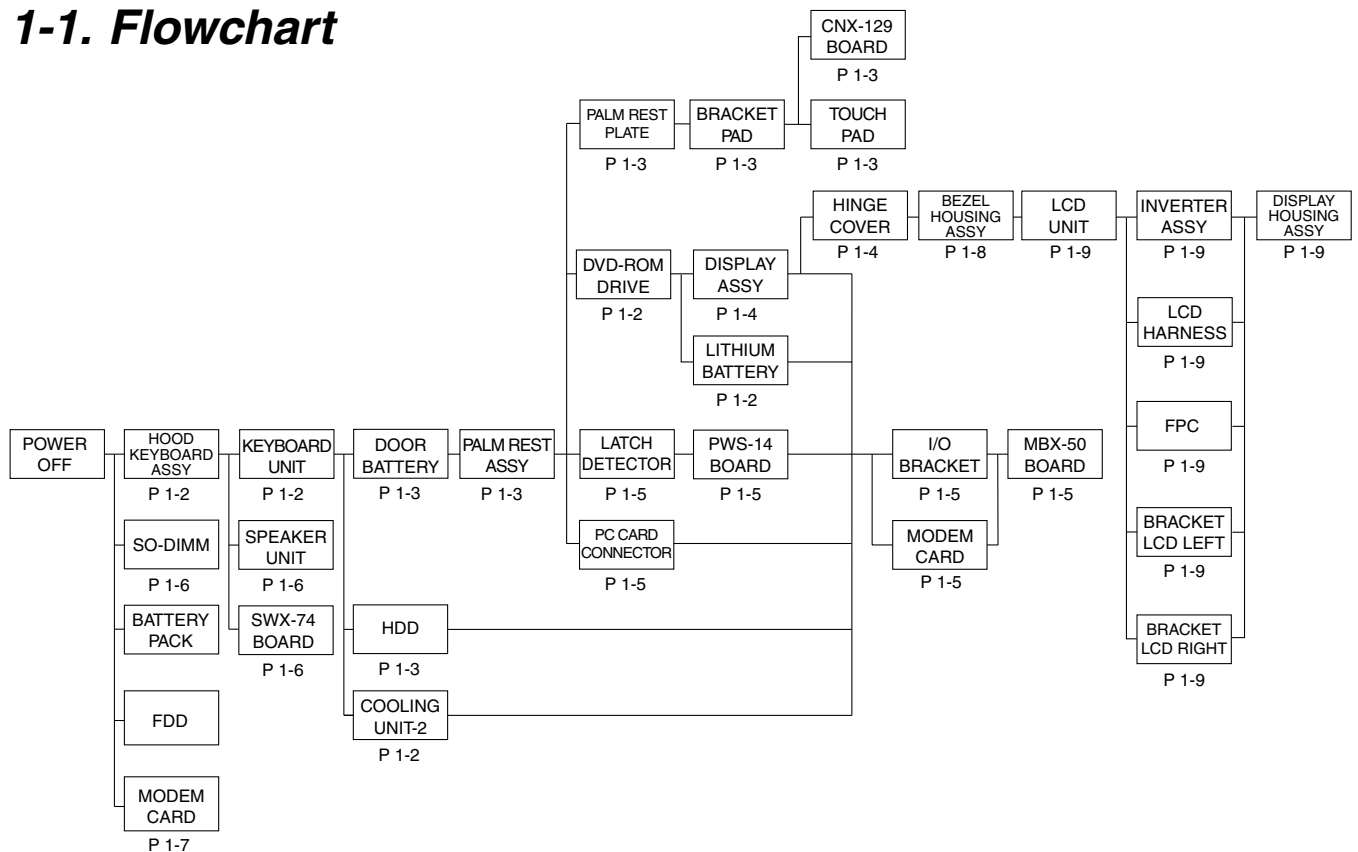 1-1. Flowchart
CNX-129
BOARD
P 1-3
PALM REST
PLATE
P 1-3
BRACKET
PAD
P 1-3
TOUCH
PAD
P 1-3
HINGE
COVER
P 1-4
BEZEL
HOUSING
ASSY
P 1-8
LCD
UNIT
P 1-9
INVERTER
ASSY
P 1-9
DISPLAY
HOUSING
ASSY
P 1-9
DVD-ROM
DRIVE
P 1-2
DISPLAY
ASSY
P 1-4
LCD
HARNESS
P 1-9
LITHIUM
BATTERY
P 1-2
POWER
OFF
HOOD
KEYBOARD
ASSY
P 1-2
KEYBOARD
UNIT
P 1-2
DOOR
BATTERY
P 1-3
PALM REST
ASSY
P 1-3
LATCH
DETECTOR
P 1-5
PWS-14
BOARD
P 1-5
I/O
BRACKET
P 1-5
MBX-50
BOARD
P 1-5
FPC
P 1-9
SO-DIMM
P 1-6
SPEAKER
UNIT
P 1-6
PC CARD
CONNECTOR
P 1-5
MODEM
CARD
P 1-5
BRACKET
LCD LEFT
P 1-9
BATTERY
PACK
SWX-74
BOARD
P 1-6
HDD
P 1-3
BRACKET
LCD RIGHT
P 1-9
FDD
COOLING
UNIT-2
P 1-2
MODEM
CARD
P 1-7